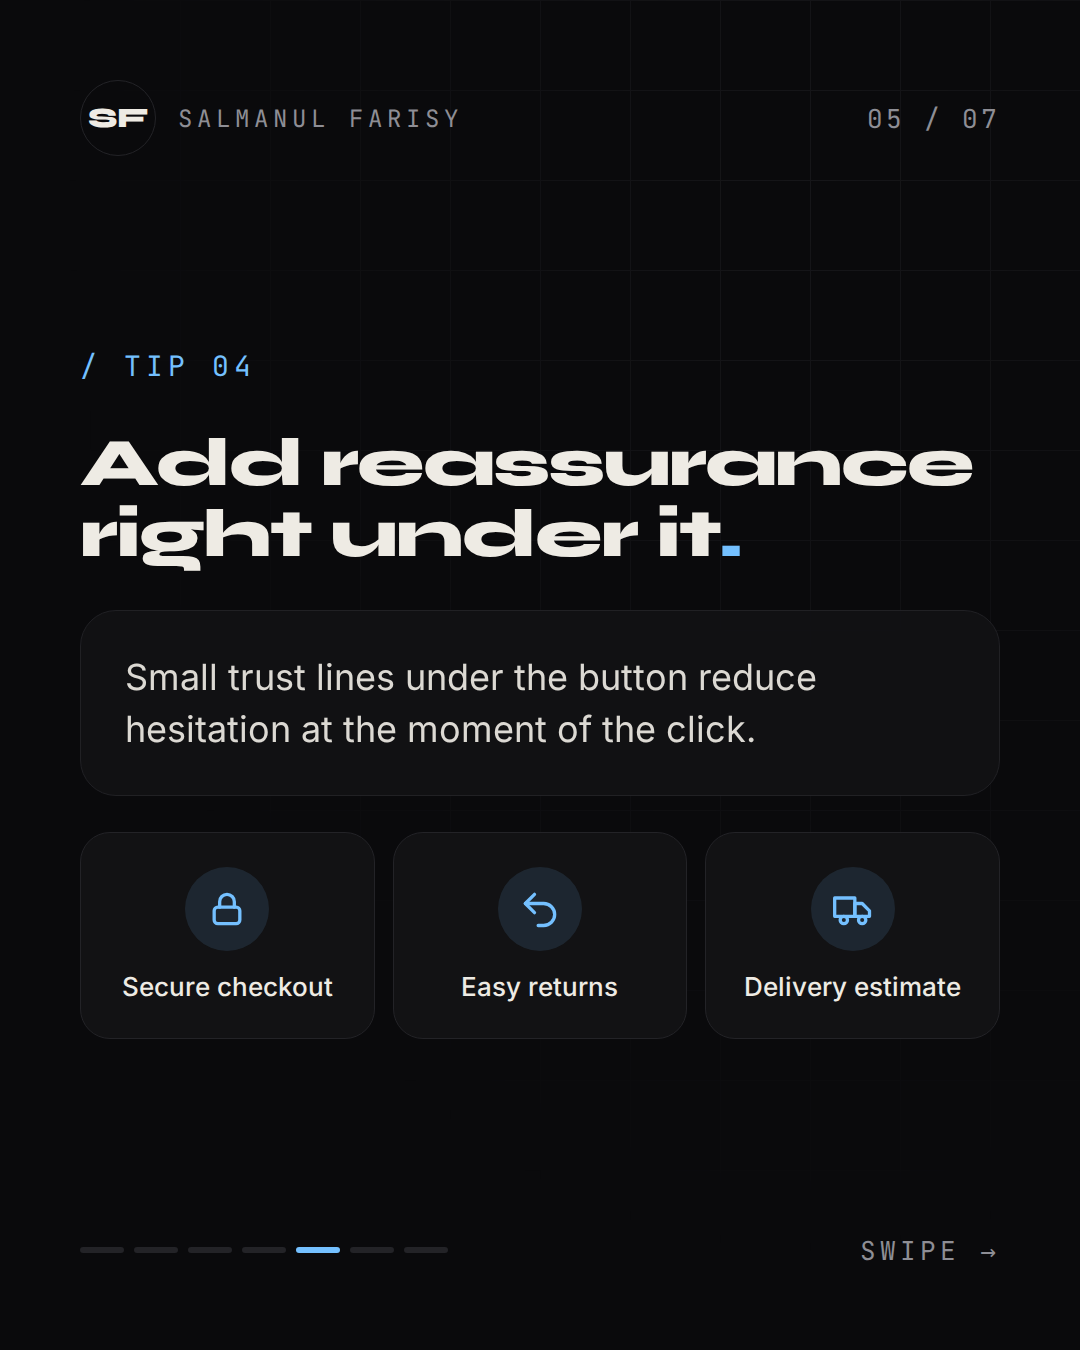 SF SALMANUL FARISY 05 / 07
/ TIP 04
Add reassurance
right under it.
Small trust lines under the button reduce
hesitation at the moment of the click.
Secure checkout
Easy returns
Delivery estimate
SWIPE →